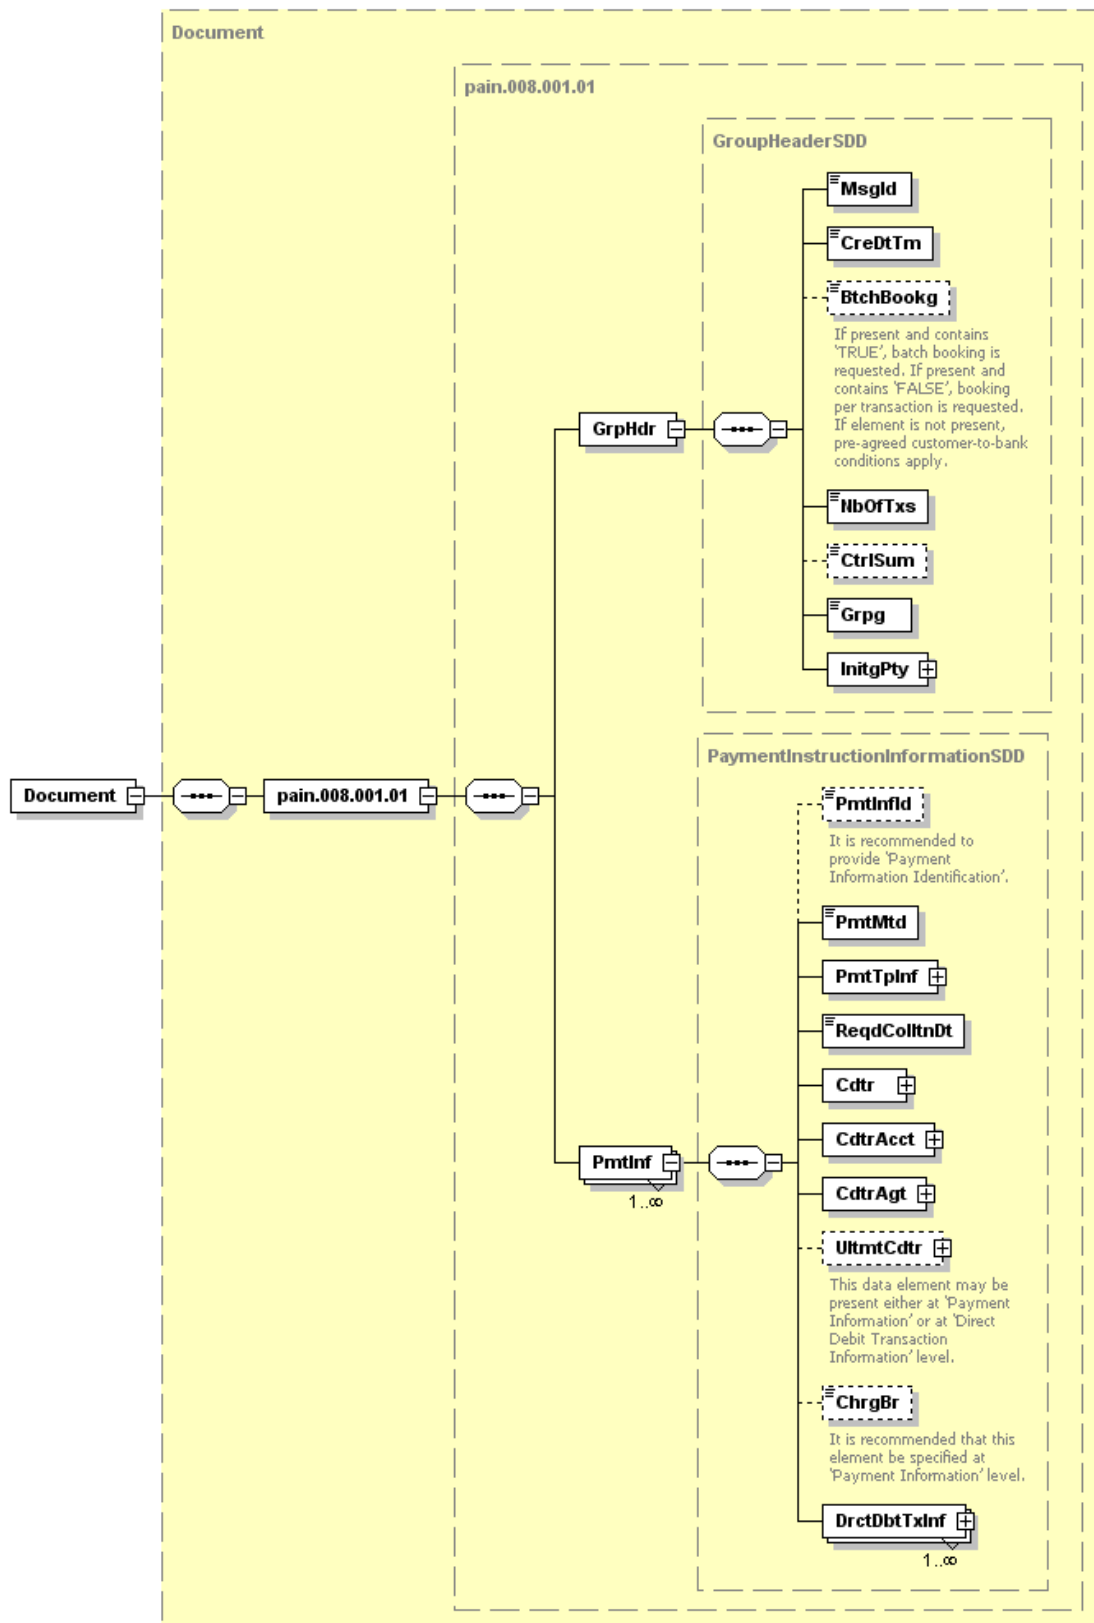 Document
pain.008.001.01
GroupHeaderSDD
MsgId
CreDtTm
BtchBookg
If present and contains
'TRUE', batch booking is
requested. If present and
contains 'FALSE', booking
per transaction is requested.
If element is not present,
pre-agreed customer-to-bank
conditions apply.
GrpHdr
NbOfTxs
CtrlSum
Grpg
InitgPty
PaymentInstructionInformationSDD
Document
pain.008.001.01
PmtInfId
It is recommended to
provide 'Payment
Information Identification'.
PmtMtd
PmtTpInf
ReqdColltnDt
Cdtr
CdtrAcct
PmtInf
1..∞
CdtrAgt
UltmtCdtr
This data element may be
present either at 'Payment
Information' or at 'Direct
Debit Transaction
Information' level.
ChrgBr
It is recommended that this
element be specified at
'Payment Information' level.
DrctDbtTxInf
1..∞